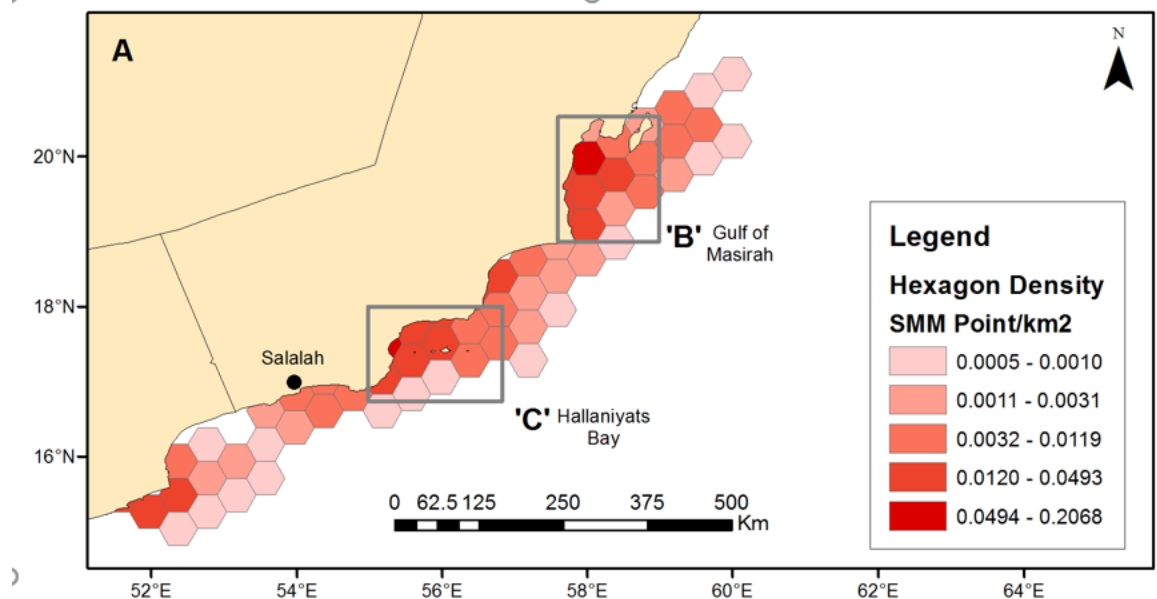 A
N
20°N
18°N
16°N
'B' Gulf of
Masirah
Salalah
'C' Hallaniyats
Bay
Legend
Hexagon Density
SMM Point/km2
0.0005 - 0.0010
0.0011 - 0.0031
0.0032 - 0.0119
0.0120 - 0.0493
0.0494 - 0.2068
0 62.5 125 250 375 500
Km
52°E 54°E 56°E 58°E 60°E 62°E 64°E